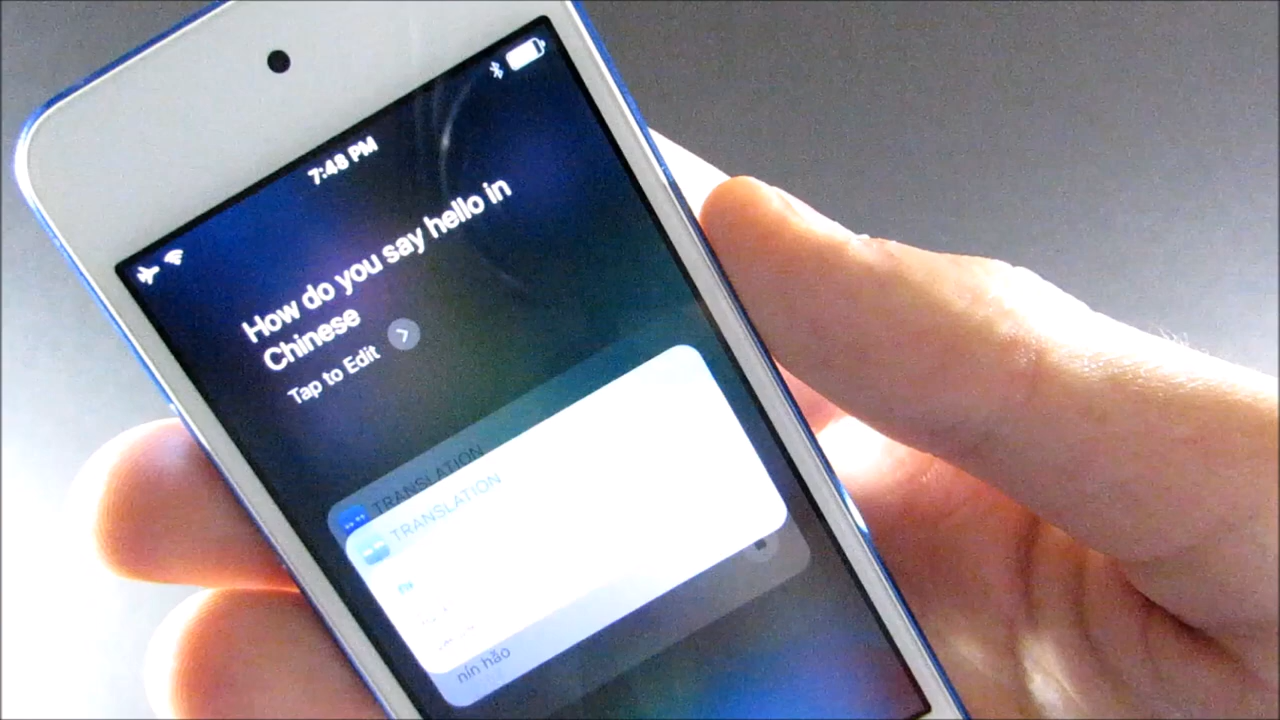 7:48 PM
How do you say hello in
Chinese
Tap to Edit
TRANSLATION
TRANSLATION
nín hǎo